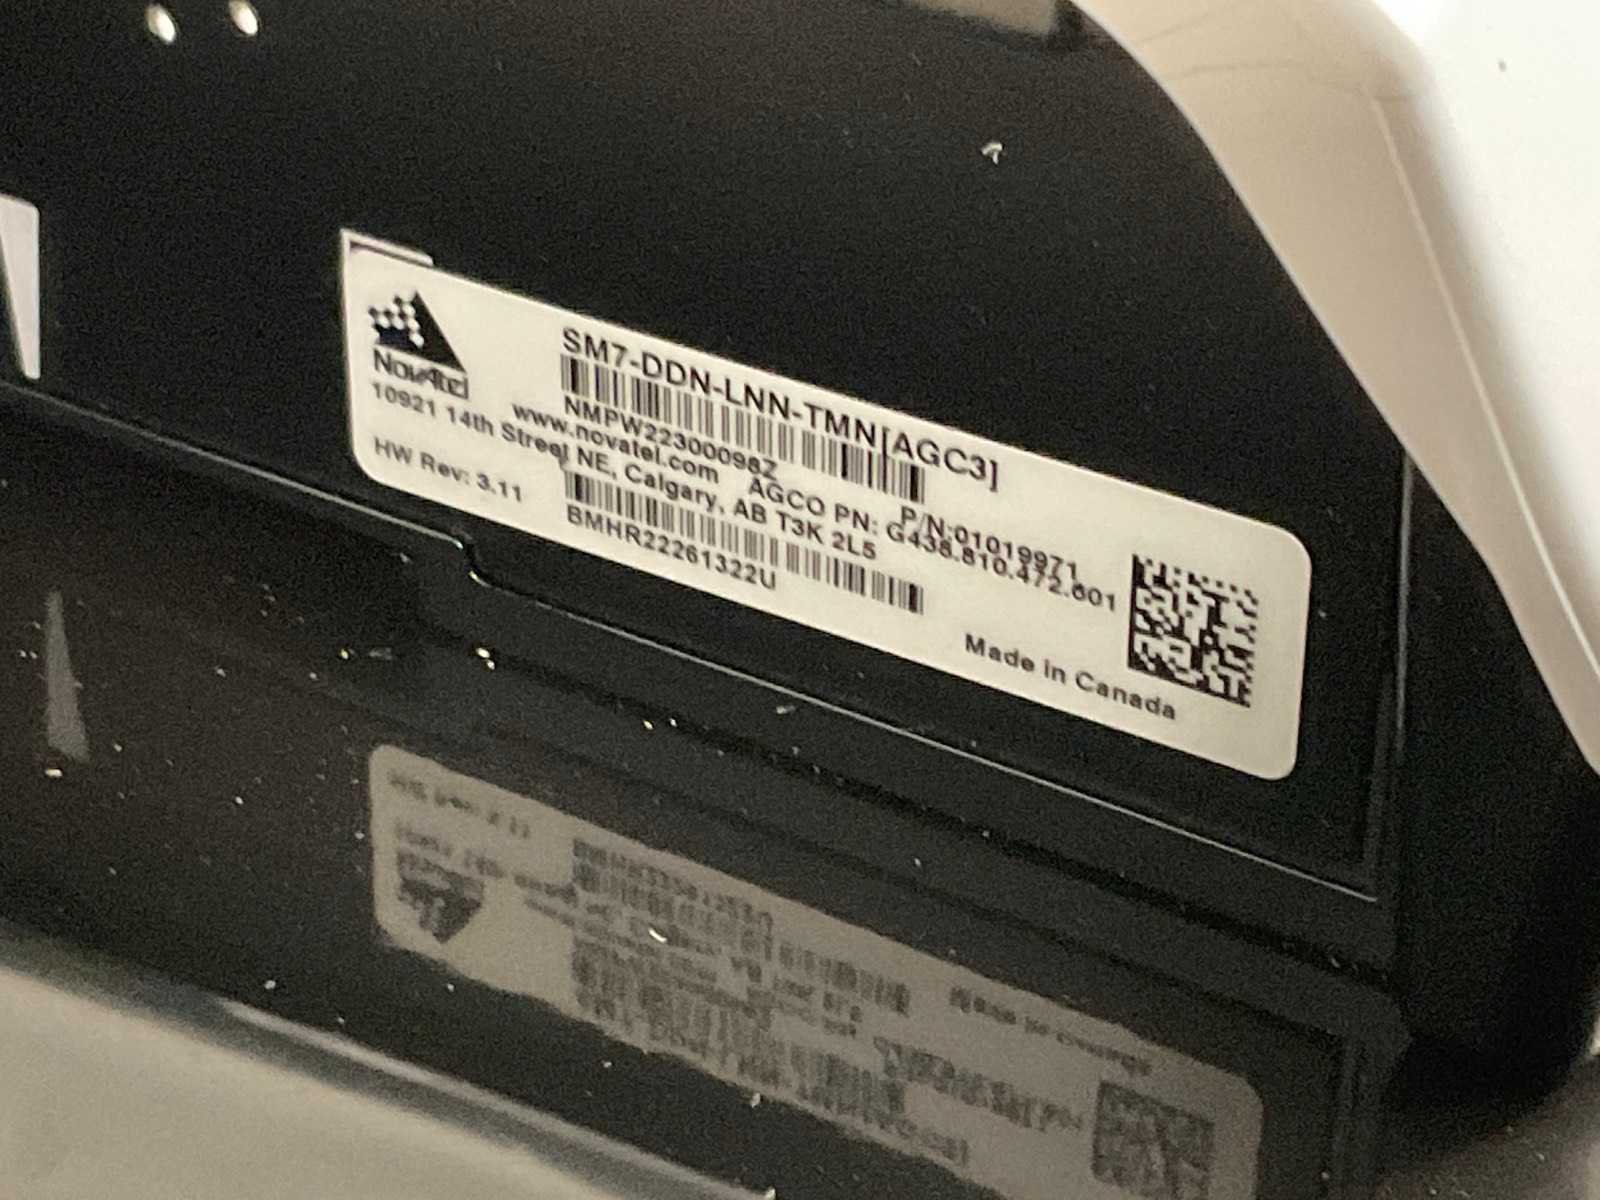 NovAtel
SM7-DDN-LNN-TMN[AGC3]
NMPW22300098Z
P/N:01019971
www.novatel.com AGCO PN: G438.810.472.601
10921 14th Street NE, Calgary, AB T3K 2L5
HW Rev: 3.11
BMHR22261322U
Made in Canada